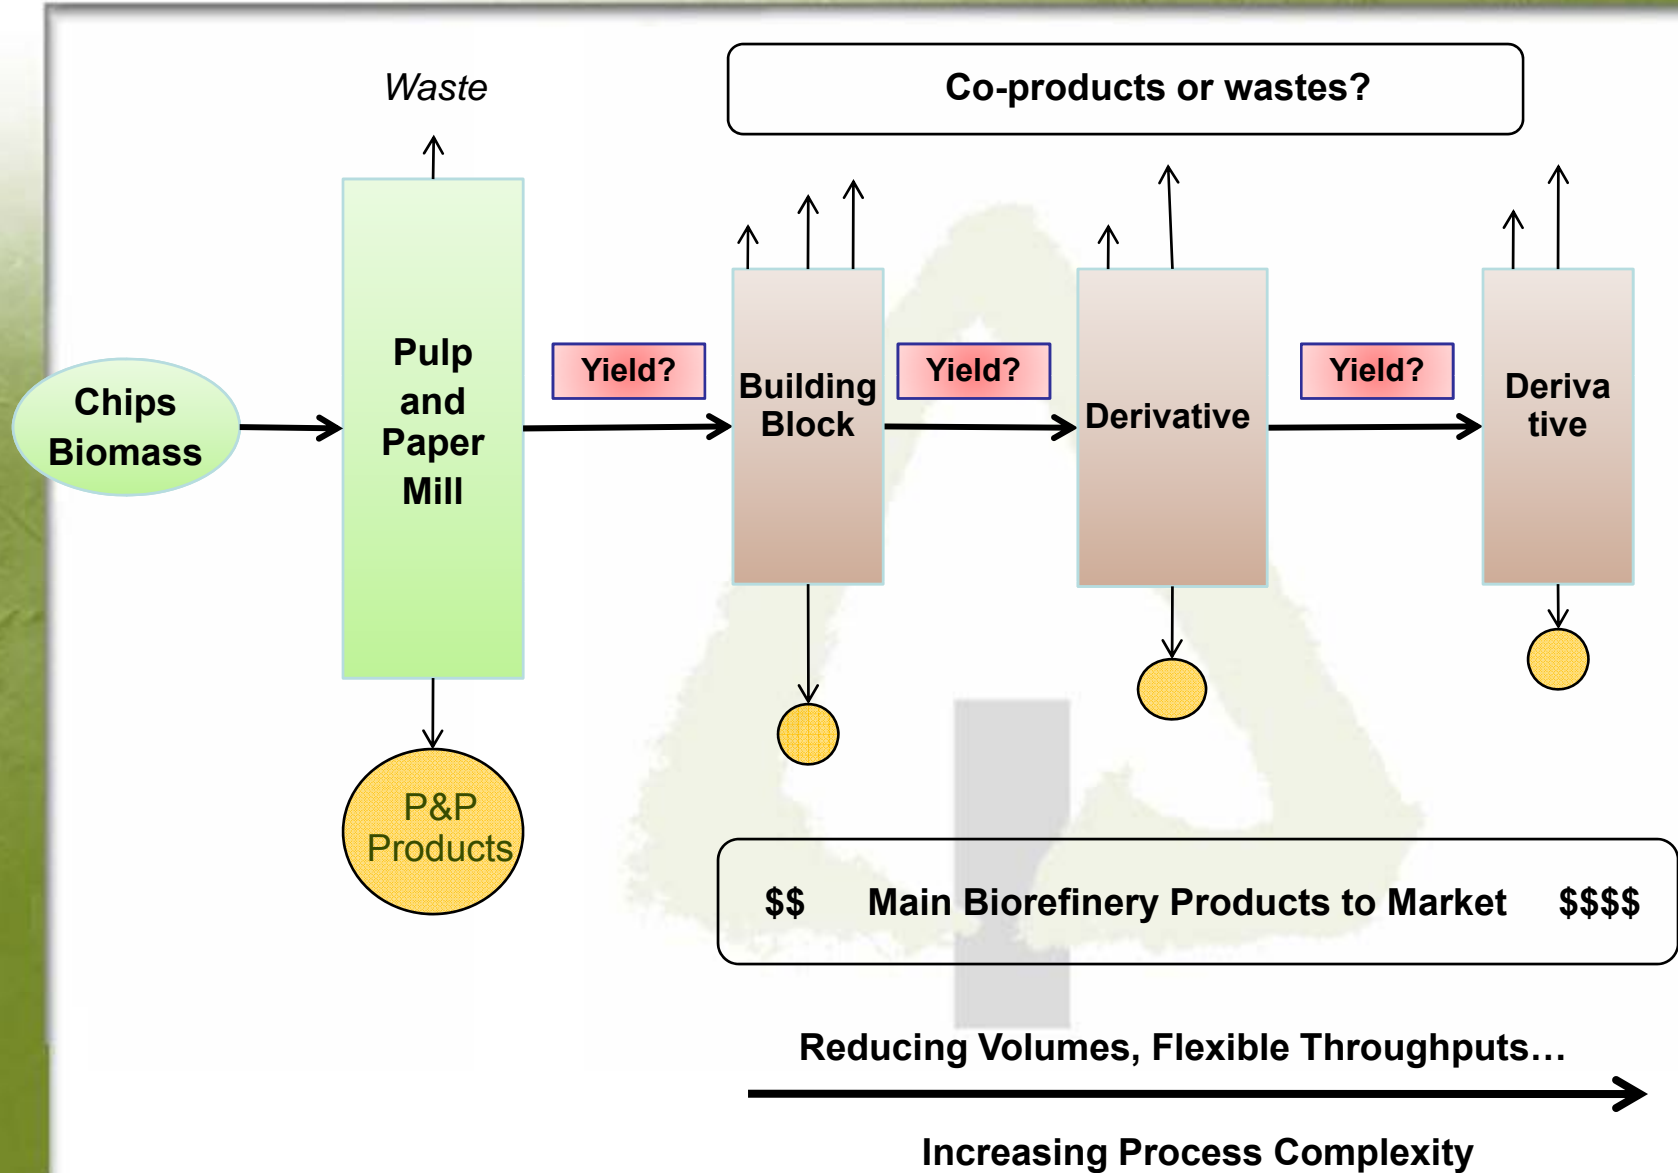 Waste
Co-products or wastes?
Chips
Biomass
Pulp
and
Paper
Mill
Yield?
Building
Block
Yield?
Derivative
Yield?
Deriva
tive
P&P
Products
$$ Main Biorefinery Products to Market $$$$
Reducing Volumes, Flexible Throughputs…
Increasing Process Complexity